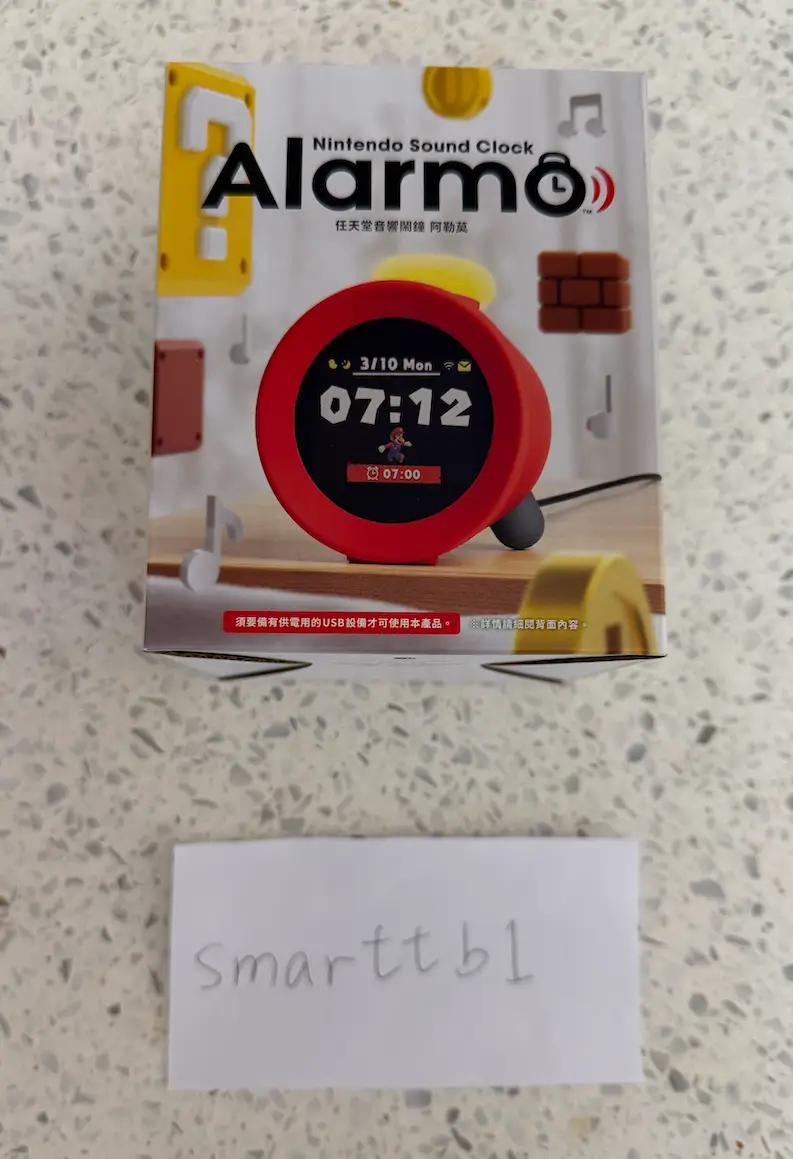 Nintendo Sound Clock
Alarmo
TM
任天堂音響鬧鐘 阿勒莫
3/10 Mon
07:12
07:00
須要備有供電用的USB設備才可使用本產品。
※詳情請細閱背面內容。
smarttb1